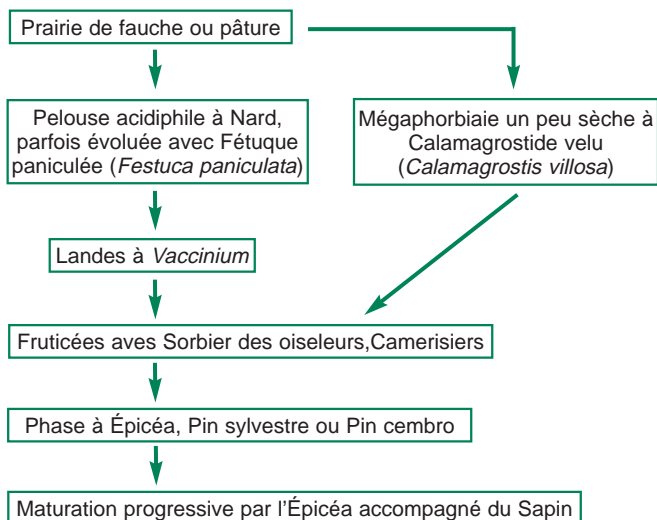 Prairie de fauche ou pâture
Pelouse acidiphile à Nard,
parfois évoluée avec Fétuque
paniculée (Festuca paniculata)
Mégaphorbiaie un peu sèche à
Calamagrostide velu
(Calamagrostis villosa)
Landes à Vaccinium
Fruticées aves Sorbier des oiseleurs,Camerisiers
Phase à Épicéa, Pin sylvestre ou Pin cembro
Maturation progressive par l'Épicéa accompagné du Sapin